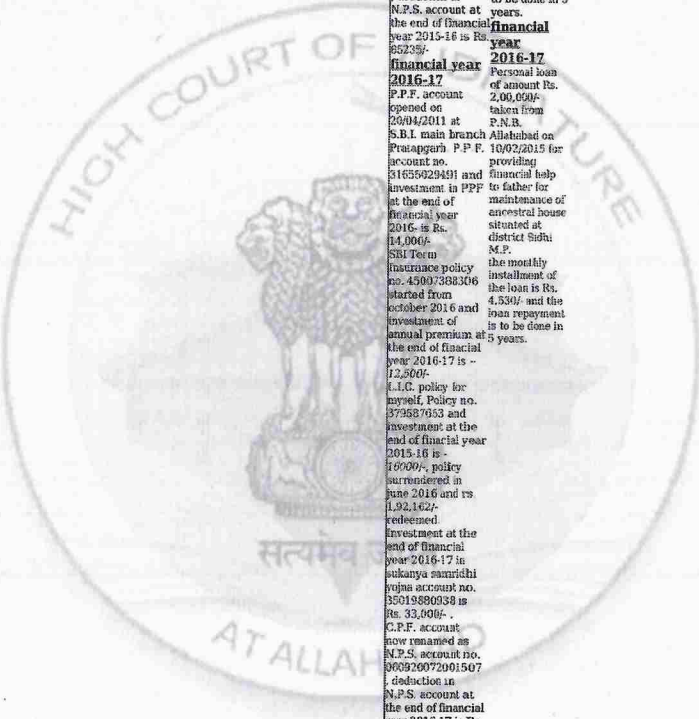 N.P.S. account at
the end of financial
year 2015-16 is Rs.
65235/-
financial year
2016-17
P.P.F. account
opened on
20/04/2011 at
S.B.I. main branch
Pratapgarh P.P F.
account no.
31655029491 and
investment in PPF
at the end of
financial year
2016- is Rs.
14,000/-
SBI Term
insurance policy
no. 45007388306
started from
october 2016 and
investment of
annual premium at
the end of finacial
year 2016-17 is -
12,500/-
L.I.C. policy for
myself, Policy no.
379587653 and
investment at the
end of finacial year
2015-16 is -
16000/-, policy
surrendered in
june 2016 and rs
1,92,162/-
redeemed
investment at the
end of financial
year 2016-17 in
sukanya samridhi
yojna account no.
35019880938 is
Rs. 33,000/- .
C.P.F. account
now renamed as
N.P.S. account no.
060920072001507
, deduction in
N.P.S. account at
the end of financial
years.
financial
year
2016-17
Personal loan
of amount Rs.
2,00,000/-
taken from
P.N.B.
Allahabad on
10/02/2015 for
providing
financial help
to father for
maintenance of
ancestral house
situated at
district Sidhi
M.P.
the monthly
installment of
the loan is Rs.
4,530/- and the
loan repayment
is to be done in
5 years.
HIGH COURT OF
AT ALLAH
सत्यमेव